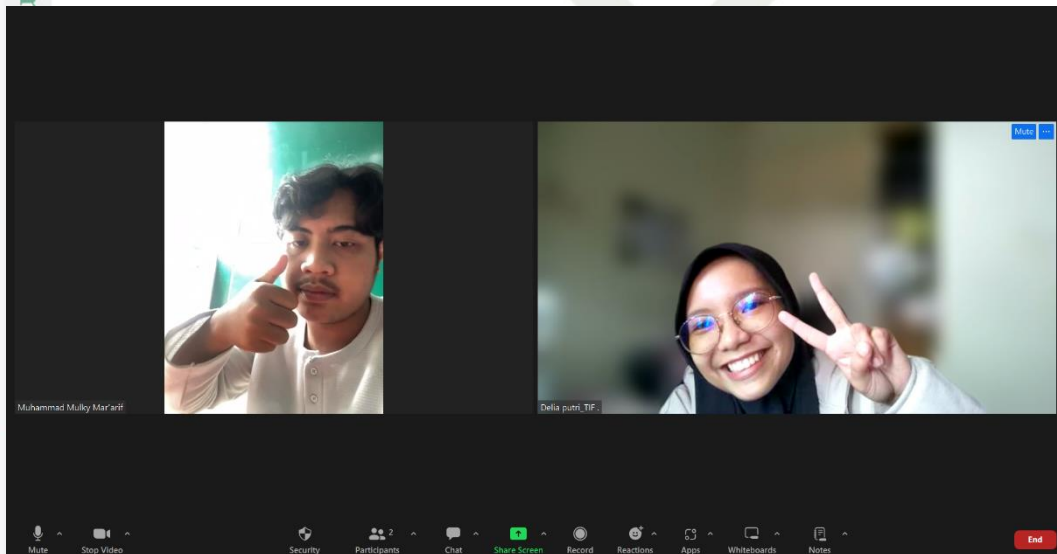 Mute ...
Muhammad Mulky Mar'arif
Delia putri_TIF .
2
Mute
Stop Video
Security
Participants
Chat
Share Screen
Record
Reactions
Apps
Whiteboards
Notes
End